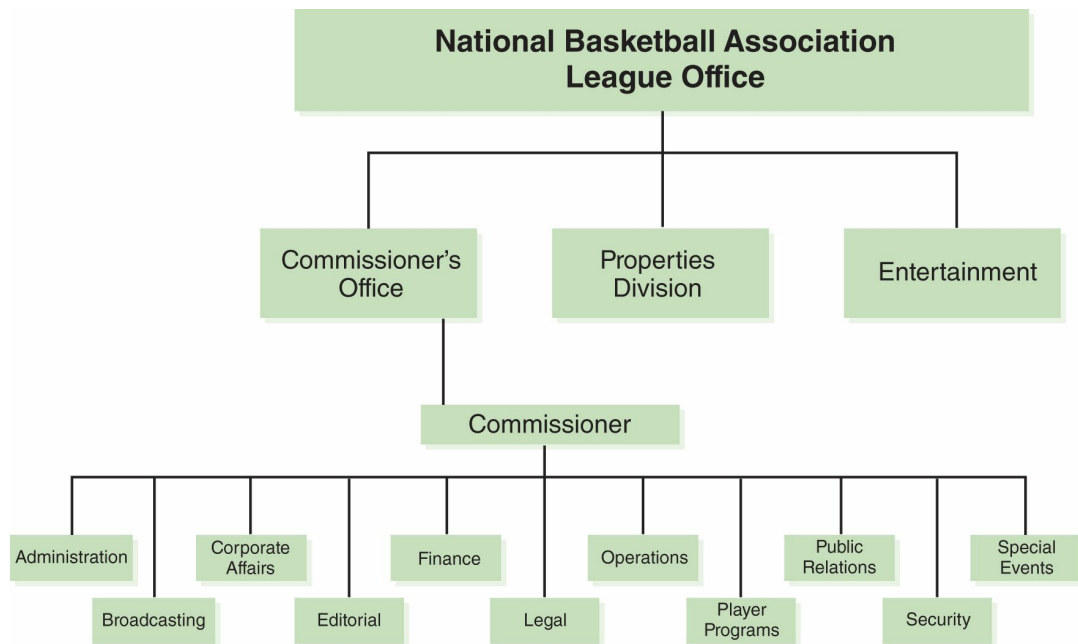 National Basketball Association
League Office
Commissioner’s
Office
Properties
Division
Entertainment
Commissioner
Administration
Corporate
Affairs
Finance
Operations
Public
Relations
Special
Events
Broadcasting
Editorial
Legal
Player
Programs
Security